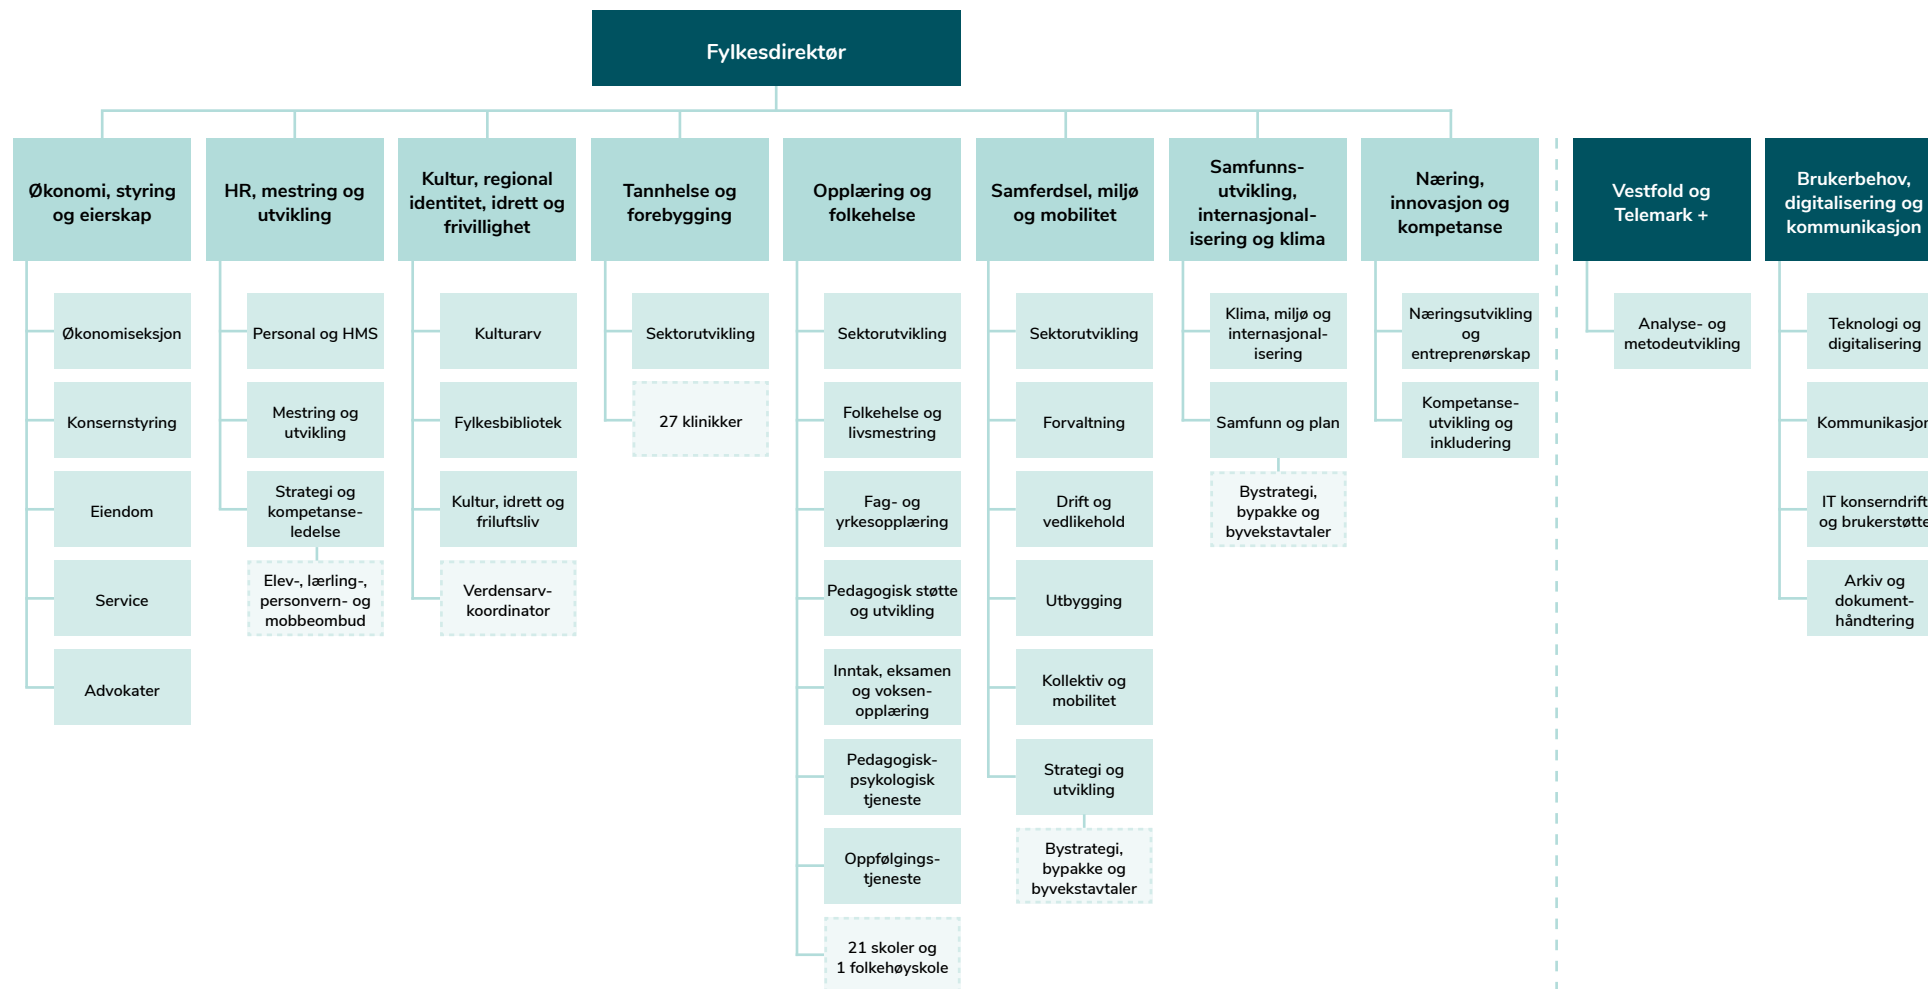 Fylkesdirektør
Økonomi, styring
og eierskap
Økonomiseksjon
Konsernstyring
Eiendom
Service
Advokater
HR, mestring og
utvikling
Personal og HMS
Mestring og
utvikling
Strategi og
kompetanse-
ledelse
Elev-, lærling-,
personvern- og
mobbeombud
Kultur, regional
identitet, idrett og
frivillighet
Kulturarv
Fylkesbibliotek
Kultur, idrett og
friluftsliv
Verdensarv-
koordinator
Tannhelse og
forebygging
Sektorutvikling
27 klinikker
Opplæring og
folkehelse
Sektorutvikling
Folkehelse og
livsmestring
Fag- og
yrkesopplæring
Pedagogisk støtte
og utvikling
Inntak, eksamen
og voksen-
opplæring
Pedagogisk-
psykologisk
tjeneste
Oppfølgings-
tjeneste
21 skoler og
1 folkehøyskole
Samferdsel, miljø
og mobilitet
Sektorutvikling
Forvaltning
Drift og
vedlikehold
Utbygging
Kollektiv og
mobilitet
Strategi og
utvikling
Bystrategi,
bypakke og
byvekstavtaler
Samfunns-
utvikling,
internasjonal-
isering og klima
Klima, miljø og
internasjonal-
isering
Samfunn og plan
Bystrategi,
bypakke og
byvekstavtaler
Næring,
innovasjon og
kompetanse
Næringsutvikling
og
entreprenørskap
Kompetanse-
utvikling og
inkludering
Vestfold og
Telemark +
Analyse- og
metodeutvikling
Brukerbehov,
digitalisering og
kommunikasjon
Teknologi og
digitalisering
Kommunikasjon
IT konserndrift
og brukerstøtte
Arkiv og
dokument-
håndtering